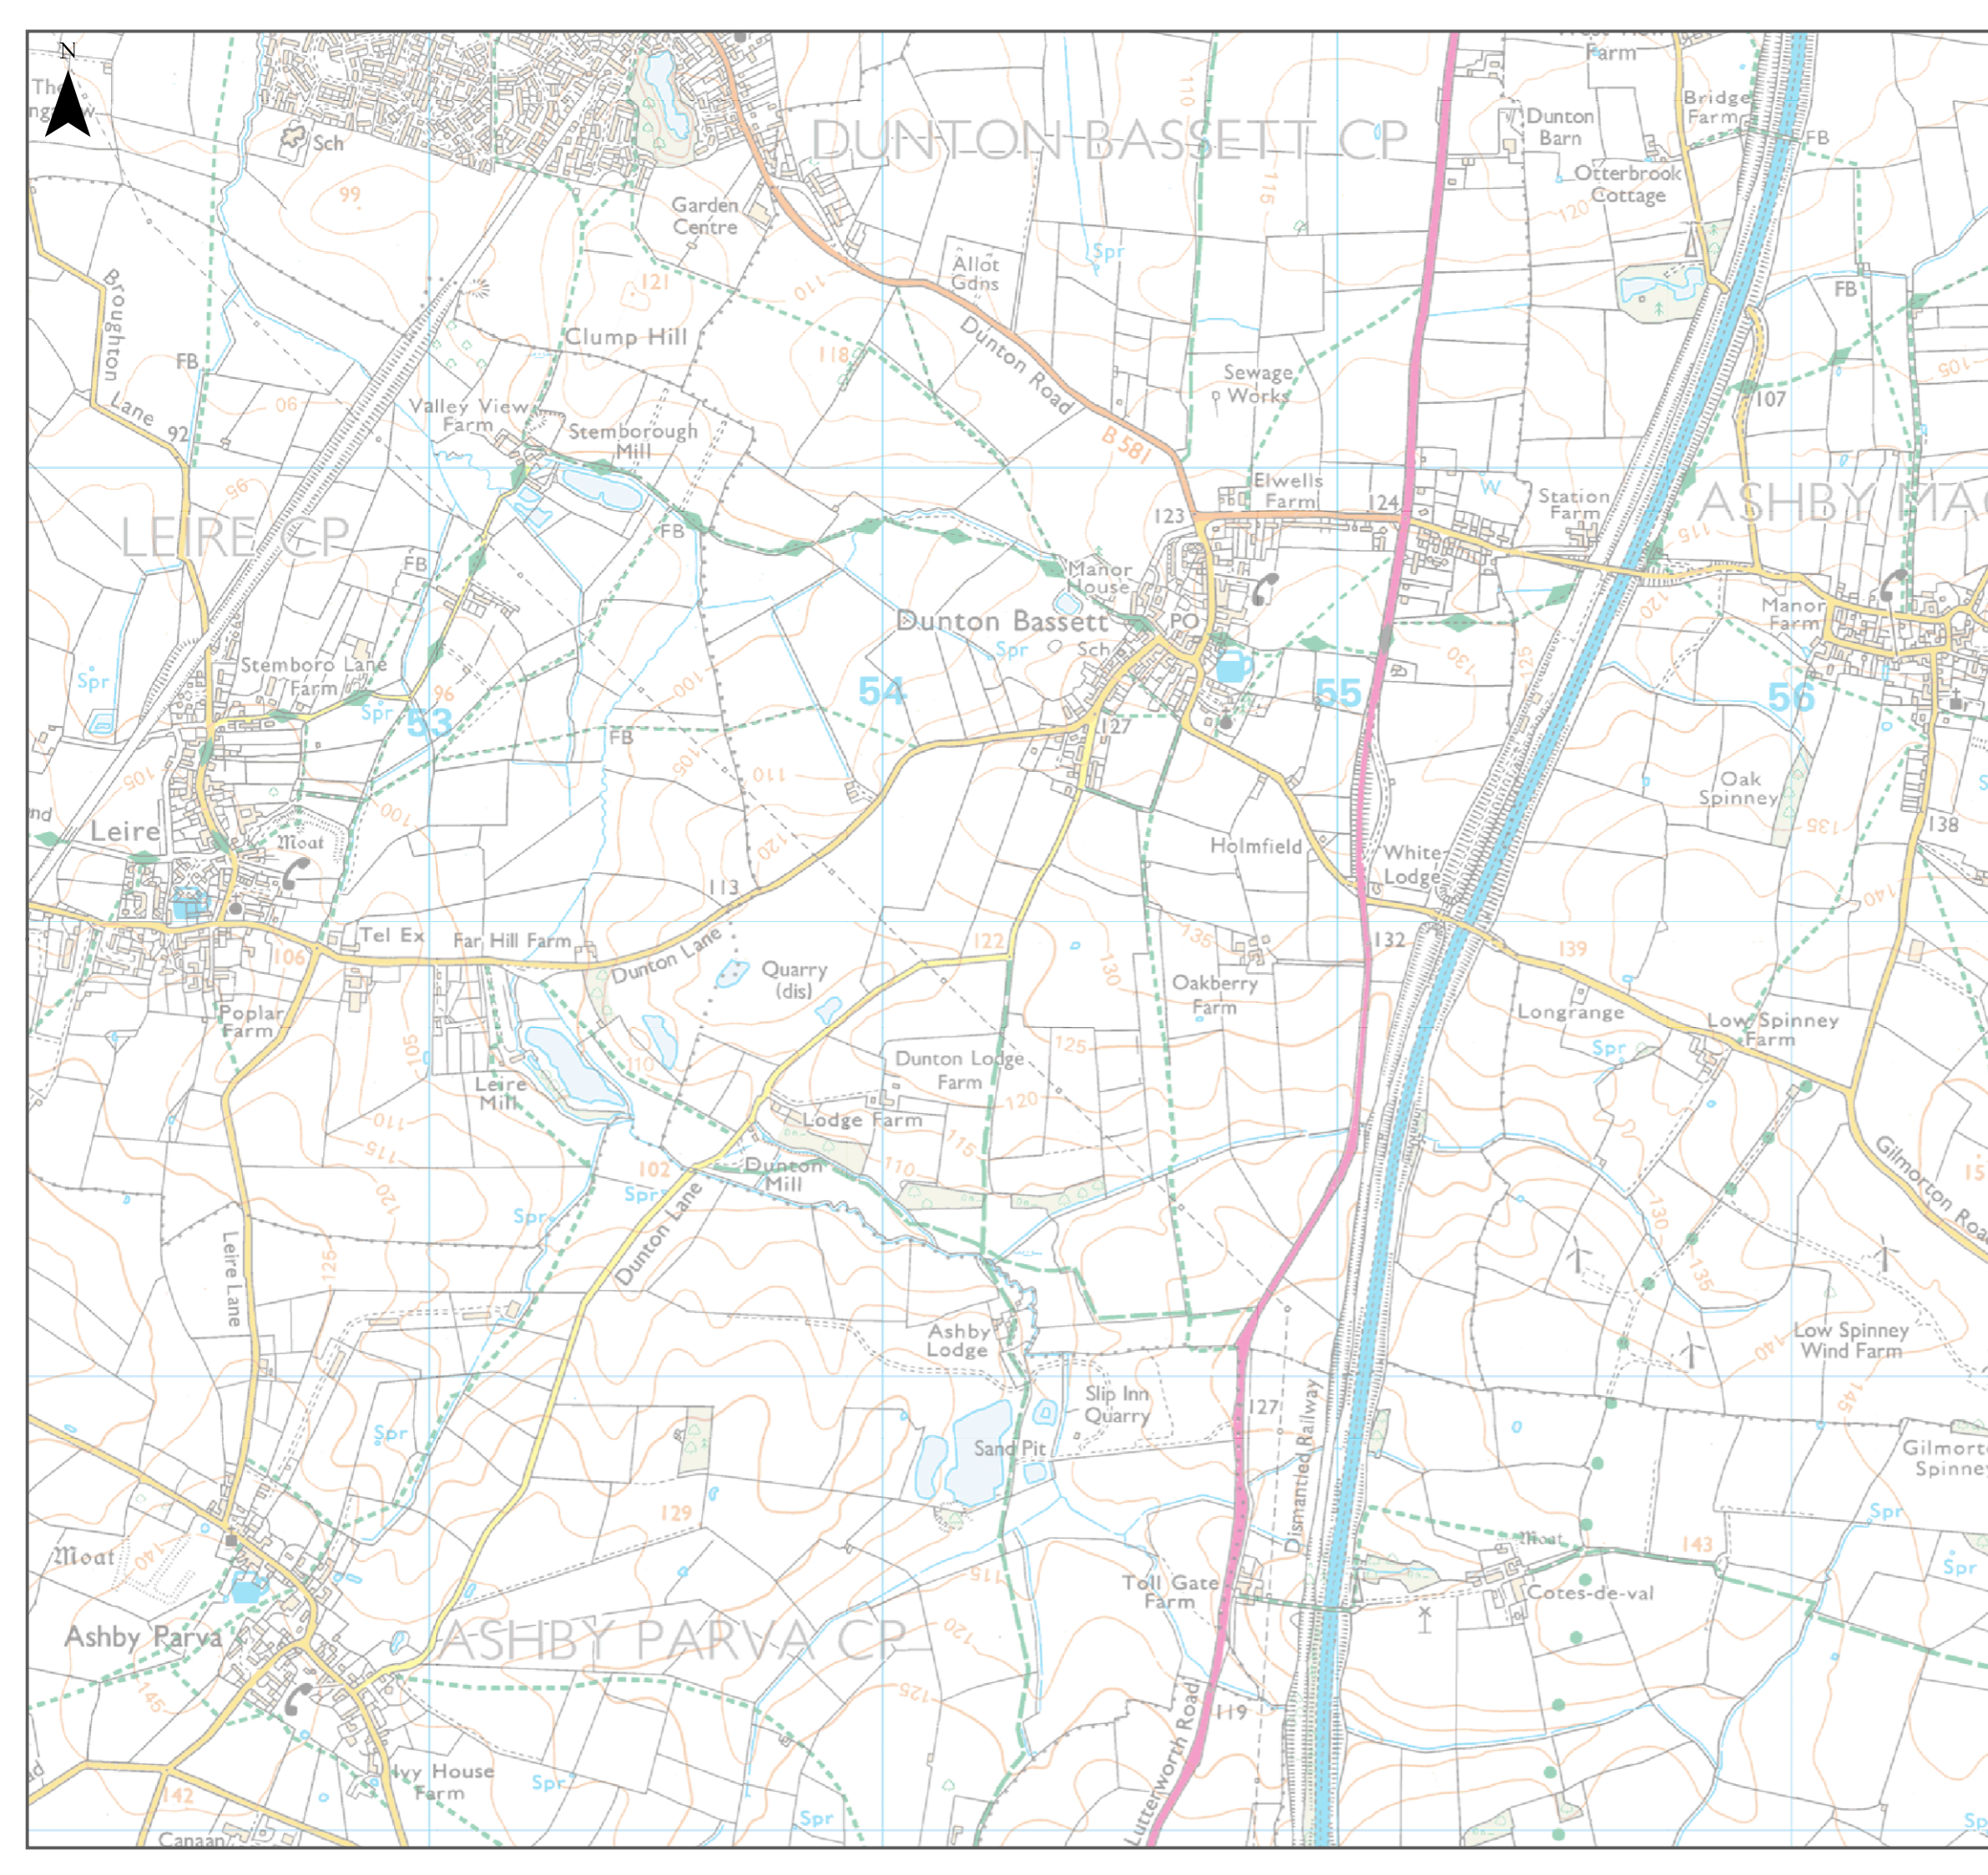 N
Farm
Bridge
Farm
FB
Dunton
Barn
DUNTON BASSETT CP
110
Sch
99
Otterbrook
Cottage
120
115
Garden
Centre
Spr
Allot
Gdns
121
110
FB
Broughton
Lane
Clump Hill
118
Dunton Road
FB
90
Sewage
Works
105
107
Valley View
Farm
Stemborough
Mill
92
B 581
95
LEIRE CP
Elwells
Farm
W
Station
Farm
ASHBY MA
123
124
115
FB
FB
Manor
House
120
Manor
Farm
Dunton Bassett
PO
Spr
Sch
130
125
Stemboro Lane
Farm
Spr
96
100
Spr
53
54
55
56
FB
127
105
110
105
Oak
Spinney
100
138
135
Leire
Moat
Holmfield
White
Lodge
120
113
140
106
Tel Ex
Far Hill Farm
Dunton Lane
122
135
132
139
130
Quarry
(dis)
Oakberry
Farm
Poplar
Farm
Longrange
Low Spinney
Farm
105
110
125
Spr
Dunton Lodge
Farm
Leire
Mill
120
Lodge Farm
110
115
115
Gilmorton Road
102
Dunton
Mill
110
120
Spr
Spr
15
130
Leire Lane
125
Dunton Lane
135
Ashby
Lodge
Low Spinney
Wind Farm
140
Slip Inn
Quarry
127
Dismantled Railway
145
Spr
Sand Pit
Gilmort
Spinney
129
Spr
Moat
140
Moat
143
Spr
115
Toll Gate
Farm
Cotes-de-val
Ashby Parva
ASHBY PARVA CP
120
145
125
119
Lutterworth Road
Ivy House
Farm
Spr
142
Spr
Canaan